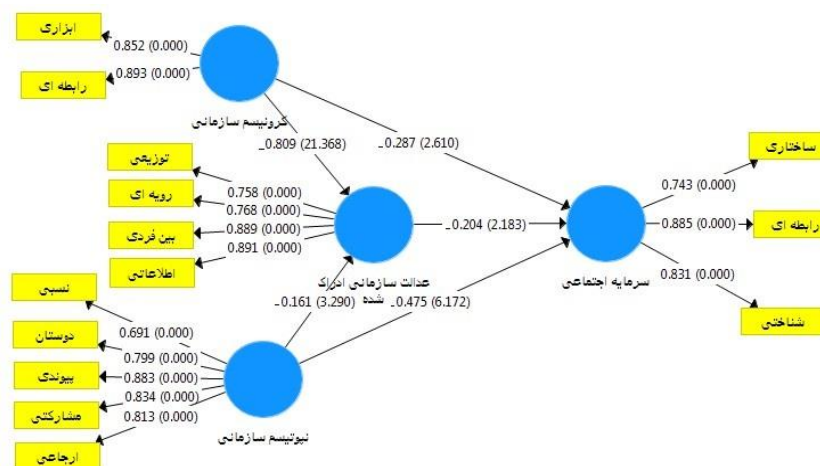 ابزاری
0.852 (0.000)
رابطه ای
0.893 (0.000)
کرونیسم سازمانی
_0.809 (21.368)
_0.287 (2.610)
توزیعی
0.758 (0.000)
رویه ای
0.768 (0.000)
بین فردی
0.889 (0.000)
اطلاعاتی
0.891 (0.000)
عدالت سازمانی ادراک
شده
_0.204 (2.183)
ساختاری
0.743 (0.000)
رابطه ای
0.885 (0.000)
شناختی
0.831 (0.000)
سرمایه اجتماعی
_0.161 (3.290)
_0.475 (6.172)
نسبی
0.691 (0.000)
دوستان
0.799 (0.000)
پیوندی
0.883 (0.000)
مشارکتی
0.834 (0.000)
ارجاعی
0.813 (0.000)
نپوتیسم سازمانی